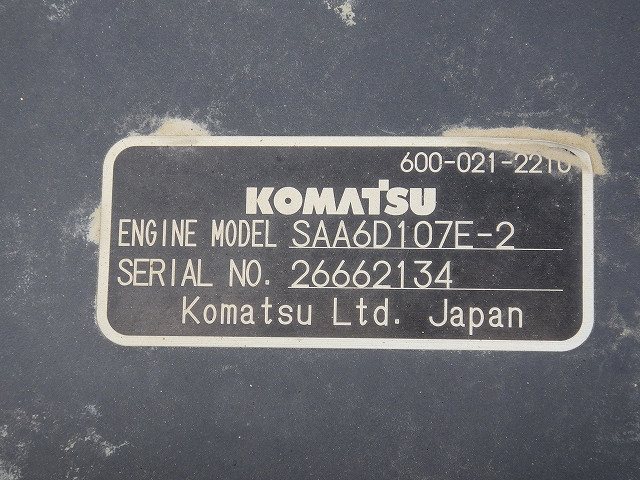 600-021-2210
KOMATSU
ENGINE MODEL SAA6D107E-2
SERIAL NO. 26662134
Komatsu Ltd. Japan